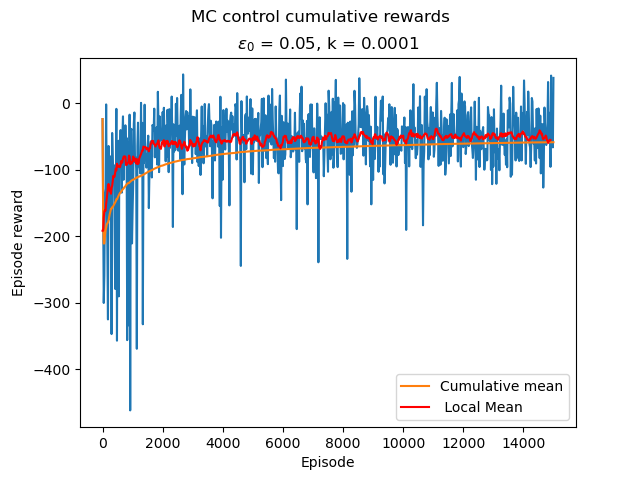 MC control cumulative rewards
ε₀ = 0.05, k = 0.0001
Episode reward
0
−100
−200
−300
−400
0 2000 4000 6000 8000 10000 12000 14000
Episode
Cumulative mean
Local Mean